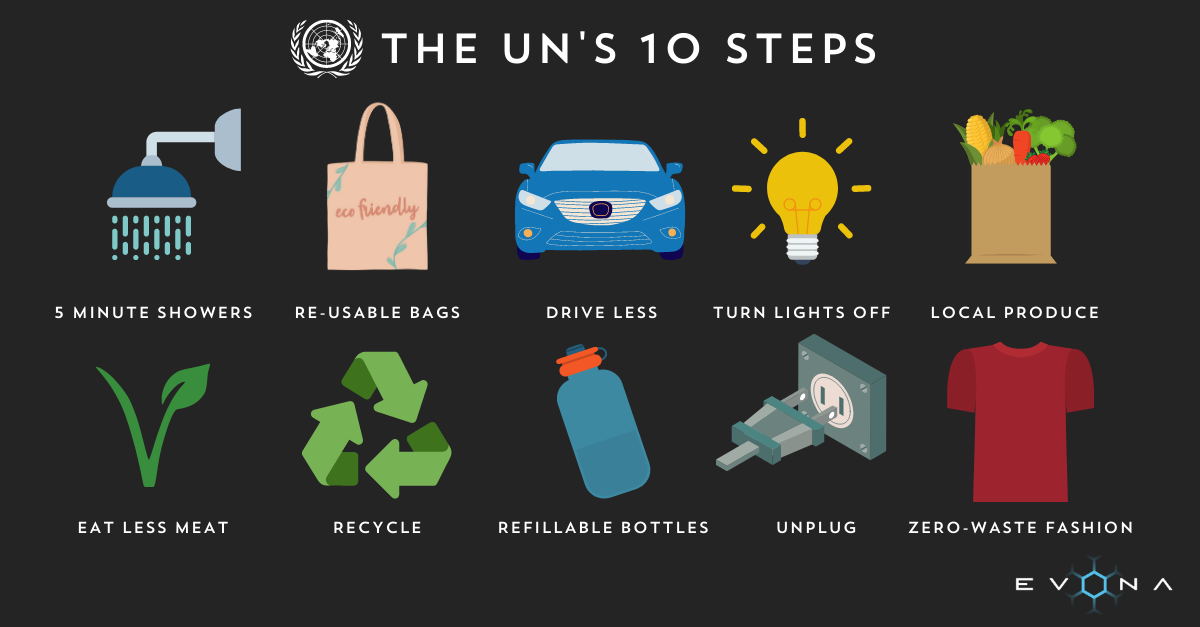 THE UN'S 10 STEPS
eco friendly
5 MINUTE SHOWERS
RE-USABLE BAGS
DRIVE LESS
TURN LIGHTS OFF
LOCAL PRODUCE
EAT LESS MEAT
RECYCLE
REFILLABLE BOTTLES
UNPLUG
ZERO-WASTE FASHION
EVONA